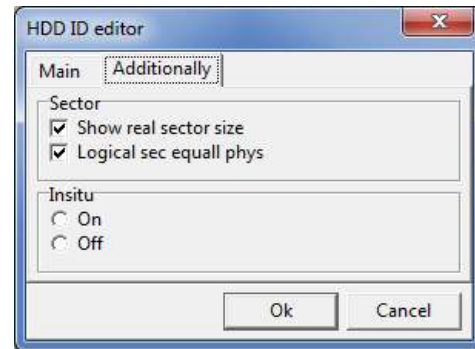 HDD ID editor
Main Additionally
Sector
Show real sector size
Logical sec equall phys
Insitu
On
Off
Ok Cancel